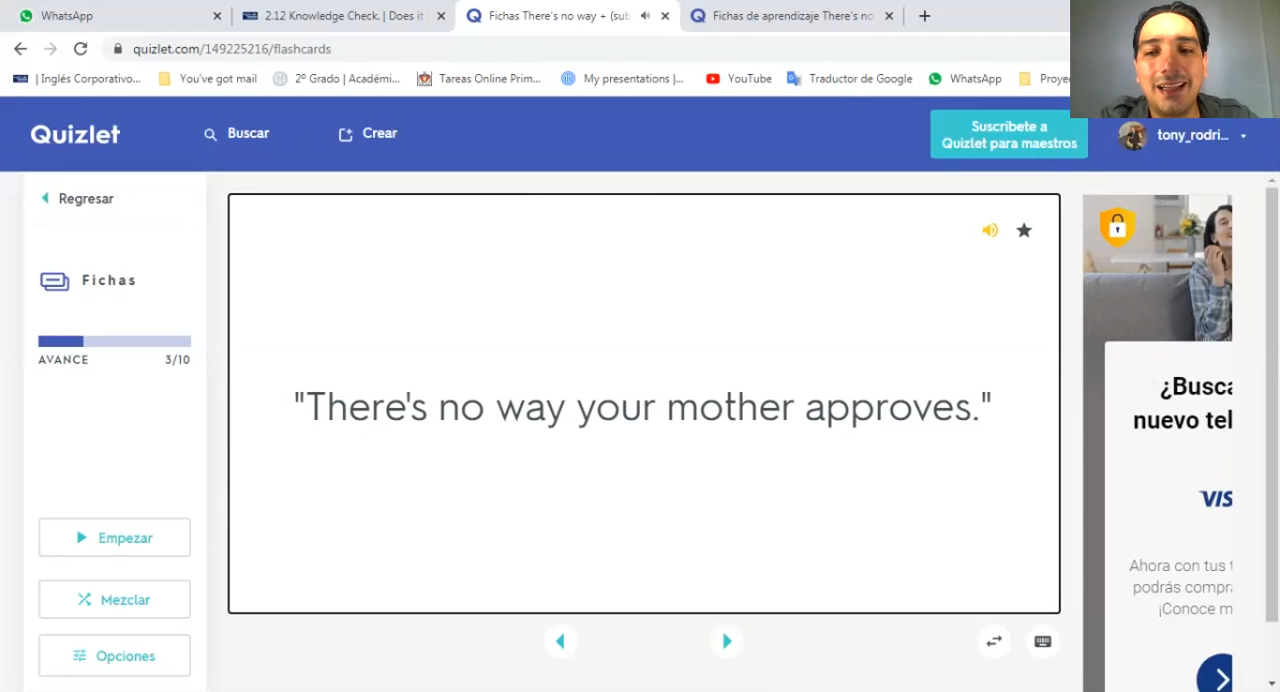 WhatsApp
2.12 Knowledge Check. | Does it
Fichas There's no way + (sub
Fichas de aprendizaje There's no
quizlet.com/149225216/flashcards
| Inglés Corporativo...
You've got mail
2º Grado | Académi...
Tareas Online Prim...
My presentations |...
YouTube
Traductor de Google
WhatsApp
Proye
Quizlet
Buscar
Crear
Suscríbete a
Quizlet para maestros
tony_rodri...
Regresar
Fichas
AVANCE
3/10
Empezar
Mezclar
Opciones
"There's no way your mother approves."
¿Busca
nuevo tel
VIS
Ahora con tus t
podrás compra
¡Conoce m